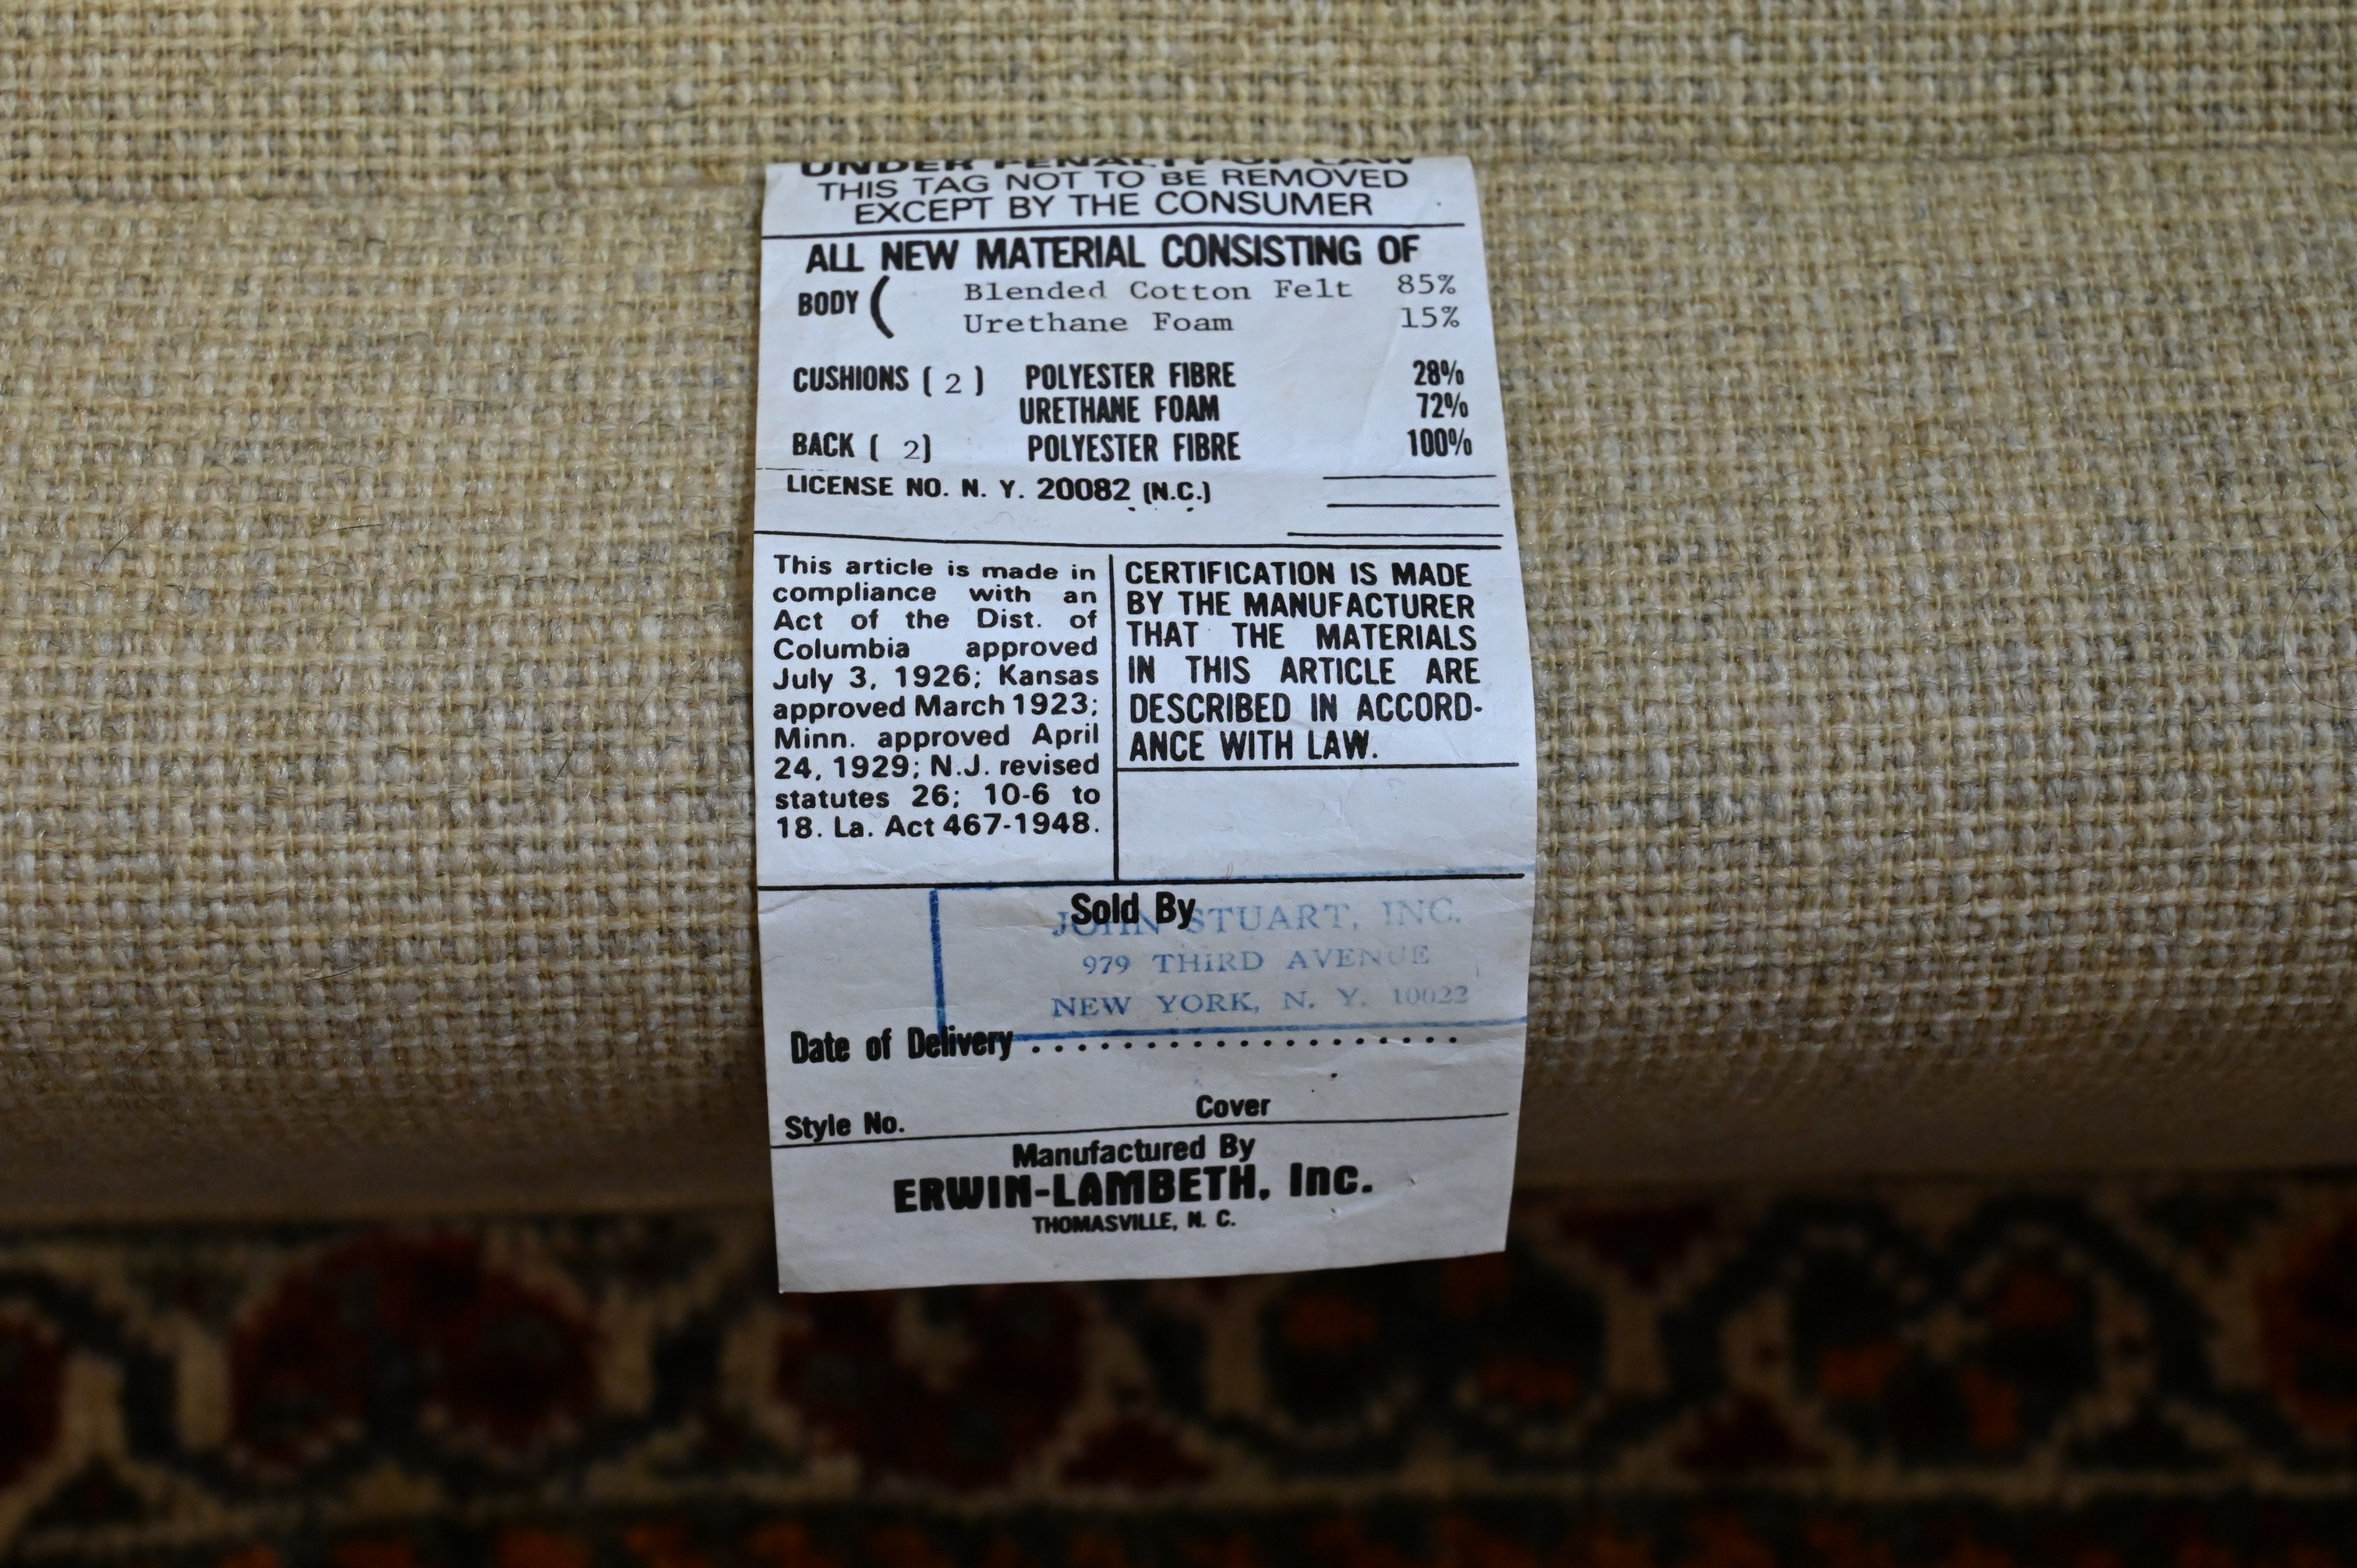 UNDER PENALTY OF LAW
THIS TAG NOT TO BE REMOVED
EXCEPT BY THE CONSUMER
ALL NEW MATERIAL CONSISTING OF
BODY ( Blended Cotton Felt 85%
Urethane Foam 15%
CUSHIONS ( 2 ) POLYESTER FIBRE 28%
URETHANE FOAM 72%
BACK ( 2) POLYESTER FIBRE 100%
LICENSE NO. N. Y. 20082 (N.C.)
This article is made in
compliance with an
Act of the Dist. of
Columbia approved
July 3, 1926; Kansas
approved March 1923;
Minn. approved April
24, 1929; N.J. revised
statutes 26; 10-6 to
18. La. Act 467-1948.
CERTIFICATION IS MADE
BY THE MANUFACTURER
THAT THE MATERIALS
IN THIS ARTICLE ARE
DESCRIBED IN ACCORD-
ANCE WITH LAW.
Sold By
JOHN STUART, INC.
979 THIRD AVENUE
NEW YORK, N. Y. 10022
Date of Delivery ...................
Style No. Cover
Manufactured By
ERWIN-LAMBETH, Inc.
THOMASVILLE, N. C.